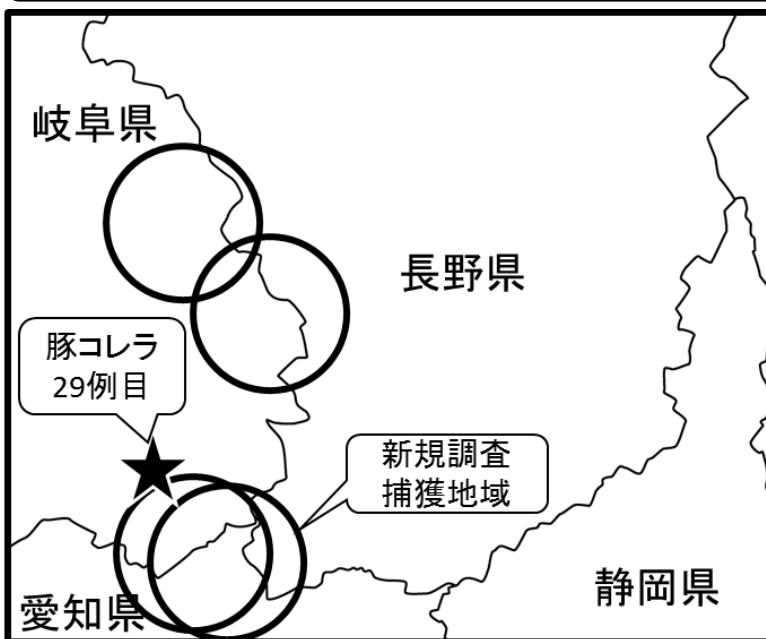 岐阜県
長野県
豚コレラ
29例目
新規調査
捕獲地域
静岡県
愛知県